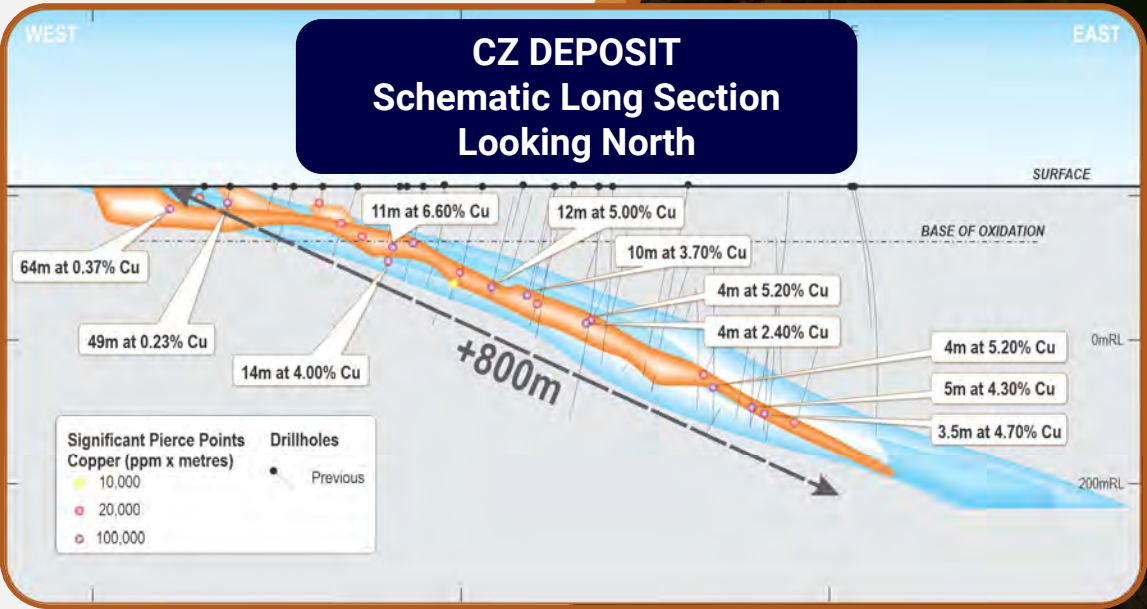 WEST
CZ DEPOSIT
EAST
Schematic Long Section
Looking North
SURFACE
11m at 6.60% Cu
12m at 5.00% Cu
BASE OF OXIDATION
10m at 3.70% Cu
64m at 0.37% Cu
4m at 5.20% Cu
49m at 0.23% Cu
4m at 2.40% Cu
0mRL
14m at 4.00% Cu
+800m
4m at 5.20% Cu
5m at 4.30% Cu
3.5m at 4.70% Cu
Significant Pierce Points
Copper (ppm x metres)
10,000
20,000
100,000
Drillholes
Previous
200mRL